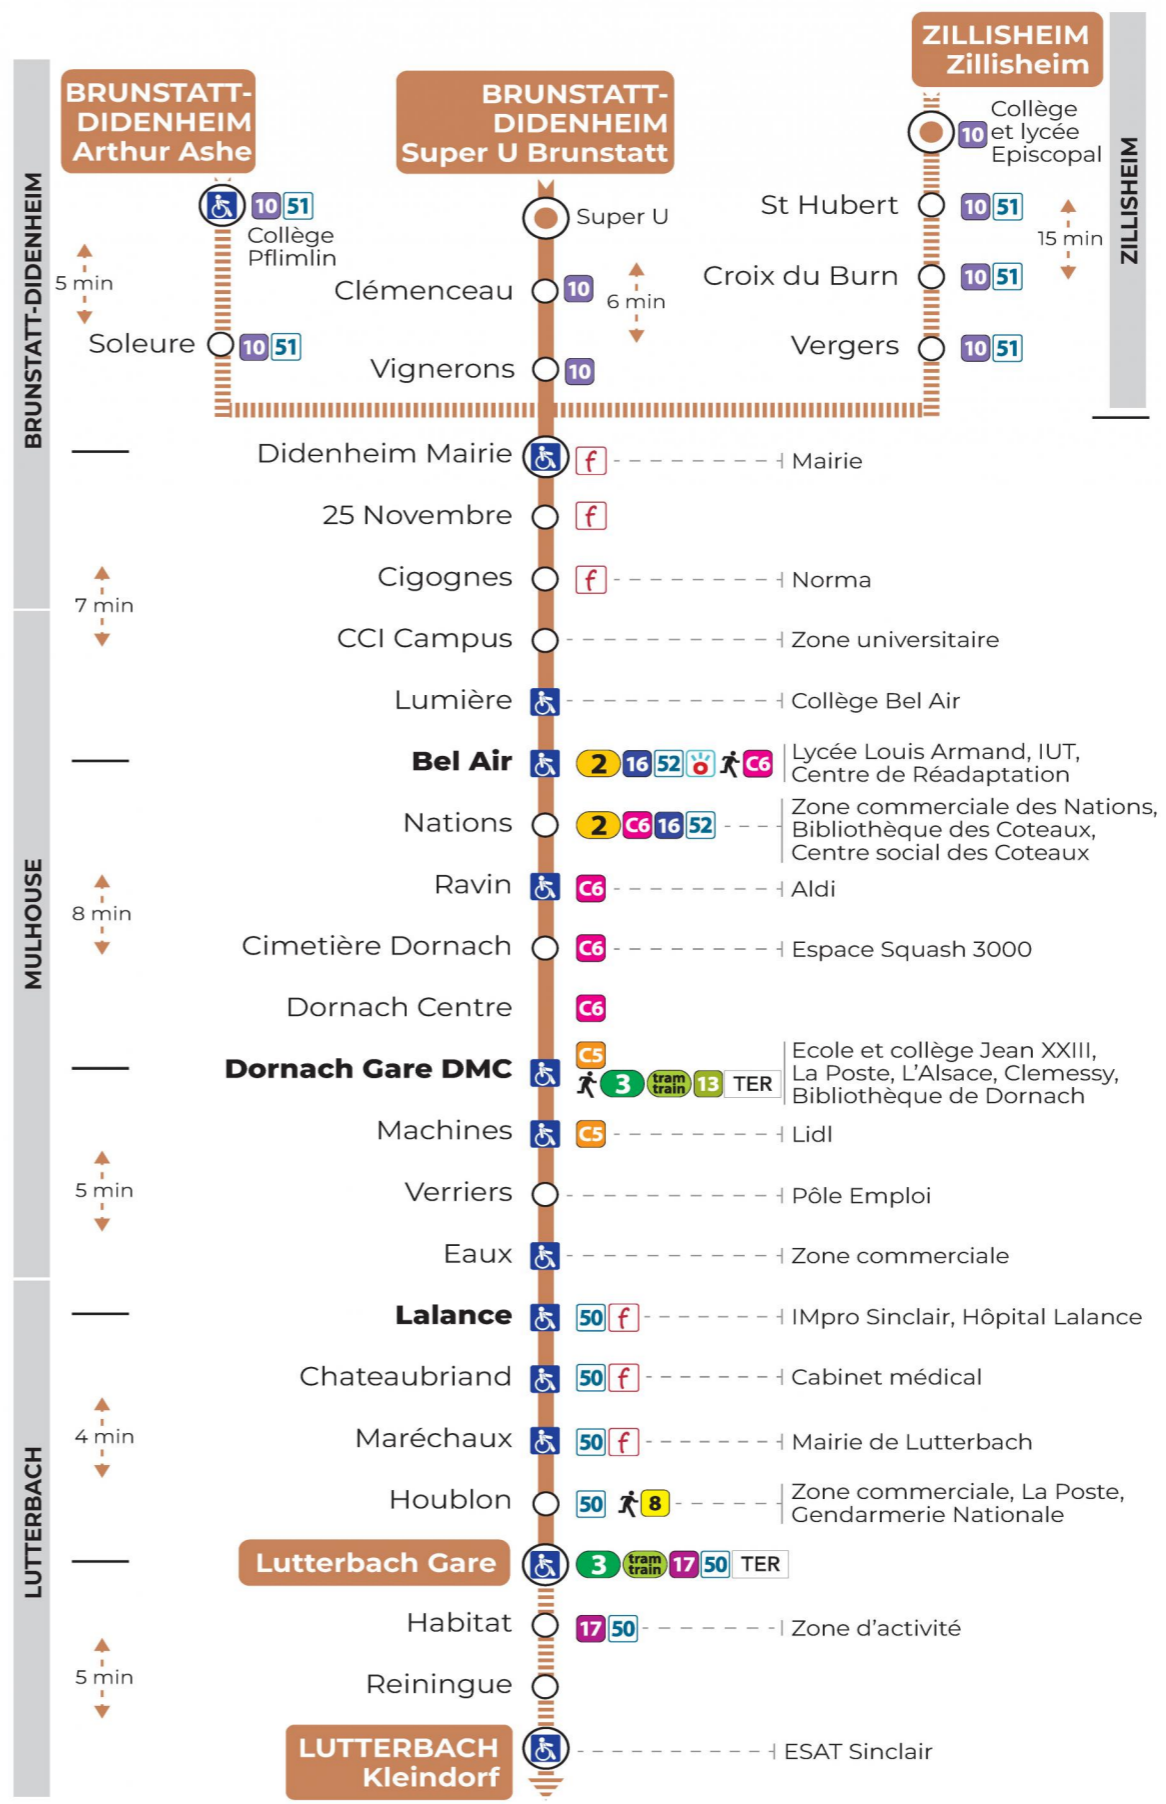 ZILLISHEIM
Zillisheim
BRUNSTATT-
DIDENHEIM
Arthur Ashe
BRUNSTATT-
DIDENHEIM
Super U Brunstatt
BRUNSTATT-DIDENHEIM
ZILLISHEIM
10 Collège
et lycée
Episcopal
10 51
Collège
Pflimlin
Super U
St Hubert 10 51
15 min
5 min
Clémenceau 10
6 min
Croix du Burn 10 51
Soleure 10 51
Vignerons 10
Vergers 10 51
Didenheim Mairie f Mairie
25 Novembre f
Cigognes f Norma
7 min
CCI Campus Zone universitaire
Lumière Collège Bel Air
MULHOUSE
Bel Air 2 16 52 C6 Lycée Louis Armand, IUT,
Centre de Réadaptation
Nations 2 C6 16 52 Zone commerciale des Nations,
Bibliothèque des Coteaux,
Centre social des Coteaux
Ravin C6 Aldi
8 min
Cimetière Dornach C6 Espace Squash 3000
Dornach Centre C6
Dornach Gare DMC C5 Ecole et collège Jean XXIII,
3 tram train 13 TER La Poste, L'Alsace, Clemessy,
Bibliothèque de Dornach
Machines C5 Lidl
5 min
Verriers Pôle Emploi
Eaux Zone commerciale
LUTTERBACH
Lalance 50 f IMpro Sinclair, Hôpital Lalance
Chateaubriand 50 f Cabinet médical
4 min
Maréchaux 50 f Mairie de Lutterbach
Houblon 50 8 Zone commerciale, La Poste,
Gendarmerie Nationale
Lutterbach Gare 3 tram train 17 50 TER
Habitat 17 50 Zone d'activité
5 min
Reiningue
LUTTERBACH
Kleindorf
ESAT Sinclair